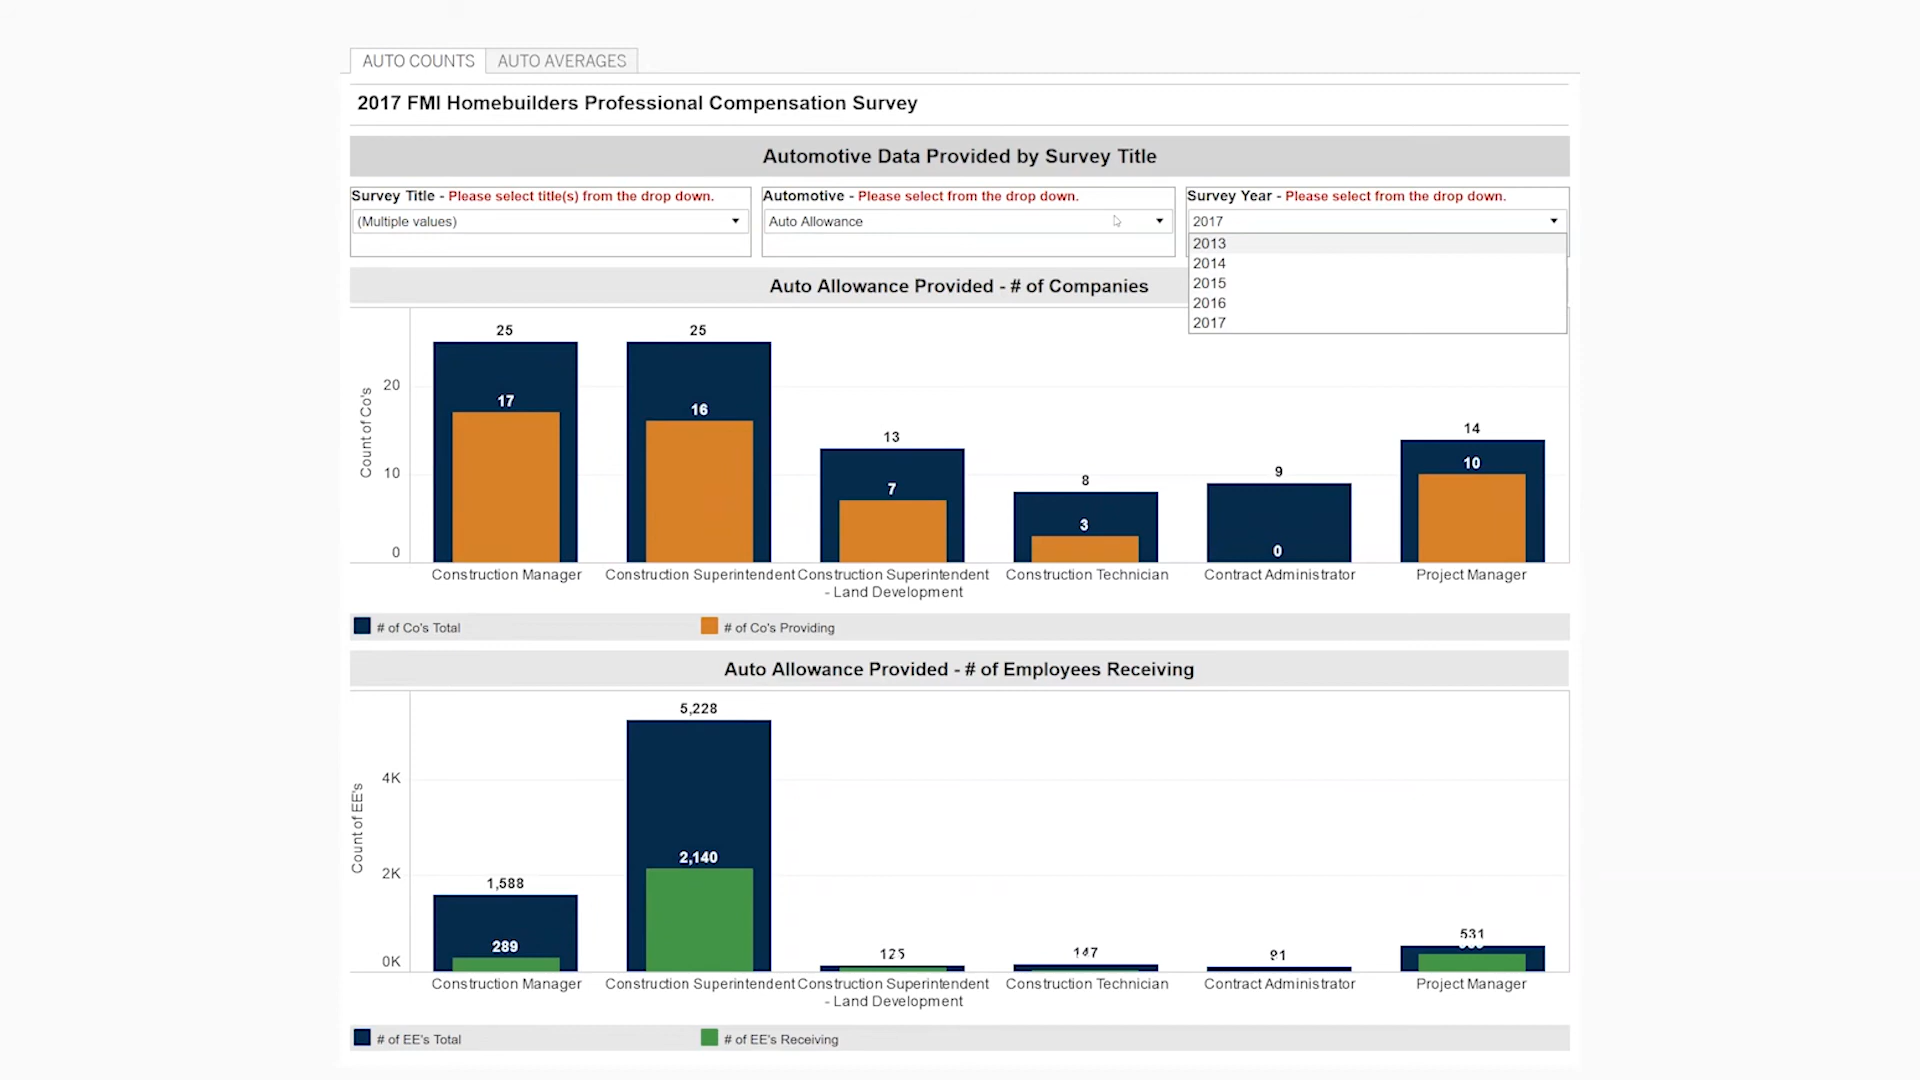 AUTO COUNTS
AUTO AVERAGES
2017 FMI Homebuilders Professional Compensation Survey
Automotive Data Provided by Survey Title
Survey Title - Please select title(s) from the drop down.
(Multiple values)
Automotive - Please select from the drop down.
Auto Allowance
Survey Year - Please select from the drop down.
2017
2013
2014
2015
2016
2017
Auto Allowance Provided - # of Companies
Count of Co's
20
10
0
25
17
25
16
13
7
8
3
9
0
14
10
Construction Manager
Construction Superintendent
Construction Superintendent
- Land Development
Construction Technician
Contract Administrator
Project Manager
# of Co's Total
# of Co's Providing
Auto Allowance Provided - # of Employees Receiving
Count of EE's
4K
2K
0K
1,588
289
5,228
2,140
125
147
531
Construction Manager
Construction Superintendent
Construction Superintendent
- Land Development
Construction Technician
Contract Administrator
Project Manager
# of EE's Total
# of EE's Receiving